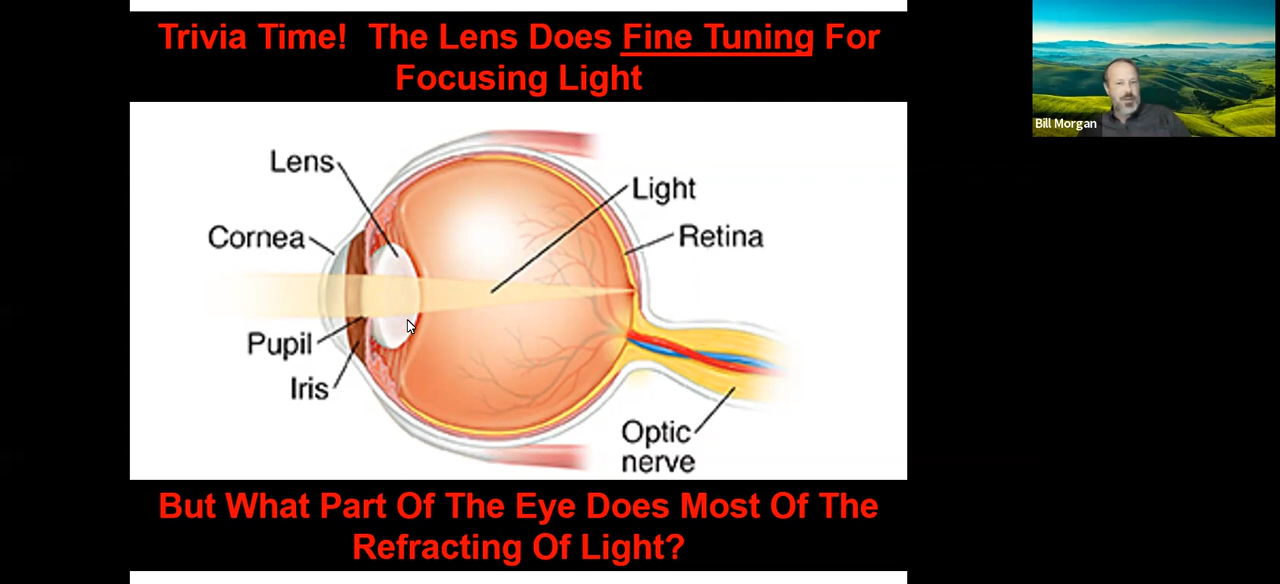 Trivia Time!  The Lens Does Fine Tuning For
Focusing Light
Bill Morgan
Lens
Light
Cornea
Retina
Pupil
Iris
Optic
nerve
But What Part Of The Eye Does Most Of The
Refracting Of Light?